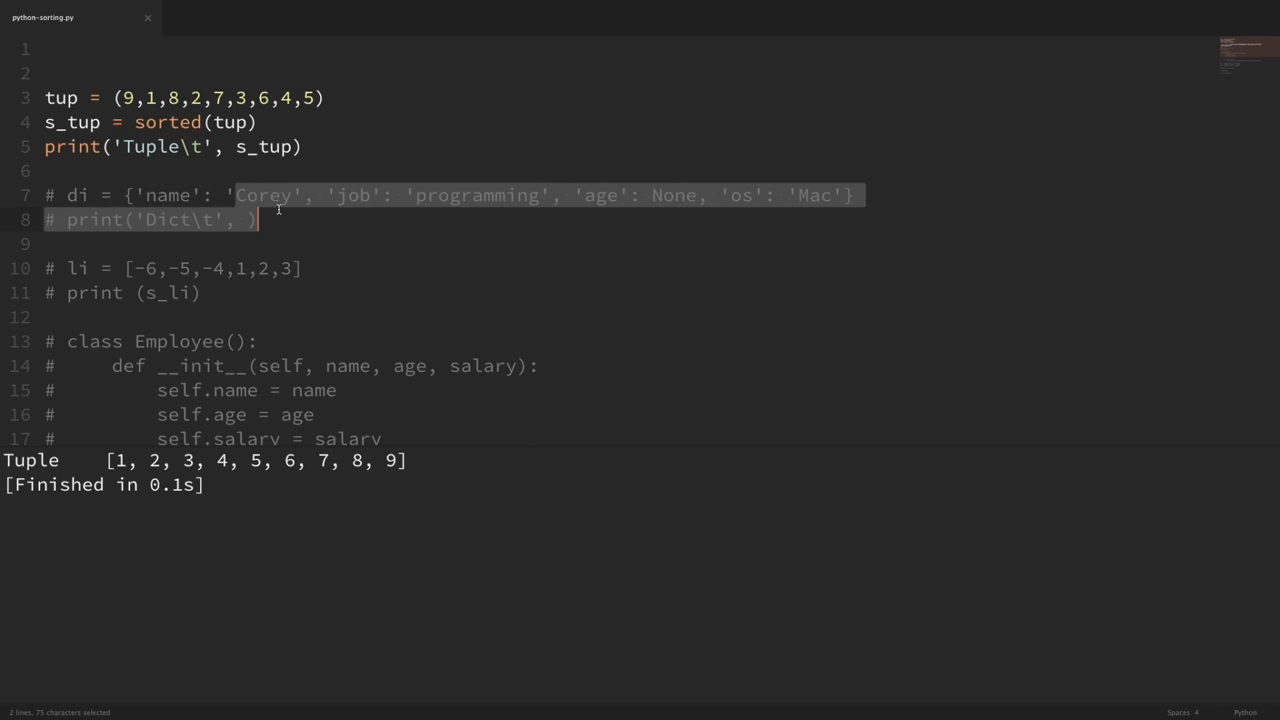 python-sorting.py ×
1
2
3 tup = (9,1,8,2,7,3,6,4,5)
4 s_tup = sorted(tup)
5 print('Tuple\t', s_tup)
6
7 # di = {'name': 'Corey', 'job': 'programming', 'age': None, 'os': 'Mac'}
8 # print('Dict\t', )
9
10 # li = [-6,-5,-4,1,2,3]
11 # print (s_li)
12
13 # class Employee():
14 #     def __init__(self, name, age, salary):
15 #         self.name = name
16 #         self.age = age
17 #         self.salary = salary
Tuple    [1, 2, 3, 4, 5, 6, 7, 8, 9]
[Finished in 0.1s]
2 lines, 75 characters selected Spaces: 4 Python